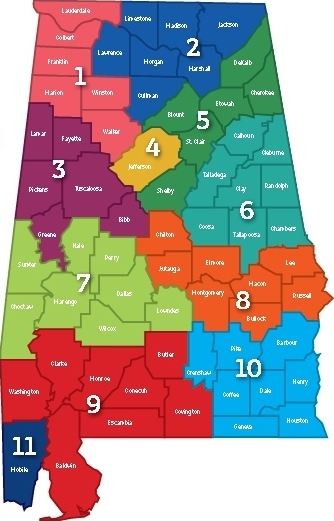 Lauderdale
Limestone
Madison
Jackson
Colbert
Lawrence
2
Franklin
Morgan
DeKalb
Marshall
1
Marion
Winston
Cullman
Cherokee
Etowah
Blount
5
Lamar
Fayette
Walker
St. Clair
Calhoun
4
Cleburne
Jefferson
3
Talladega
Pickens
Tuscaloosa
Shelby
Clay
Randolph
6
Bibb
Coosa
Tallapoosa
Chambers
Greene
Chilton
Hale
Perry
Sumter
Elmore
Lee
Autauga
7
Macon
Dallas
Montgomery
Russell
Marengo
8
Choctaw
Lowndes
Bullock
Wilcox
Pike
Barbour
Butler
Clarke
10
Crenshaw
Monroe
Henry
Washington
Conecuh
Coffee
Dale
9
Covington
Houston
Escambia
Geneva
11
Mobile
Baldwin